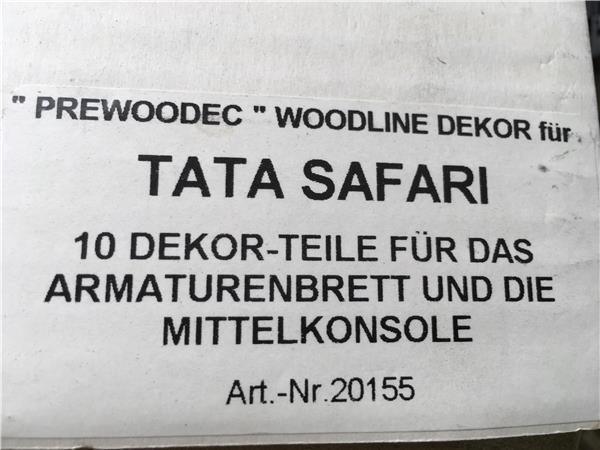 " PREWOODEC " WOODLINE DEKOR für
TATA SAFARI
10 DEKOR-TEILE FÜR DAS
ARMATURENBRETT UND DIE
MITTELKONSOLE
Art.-Nr.20155